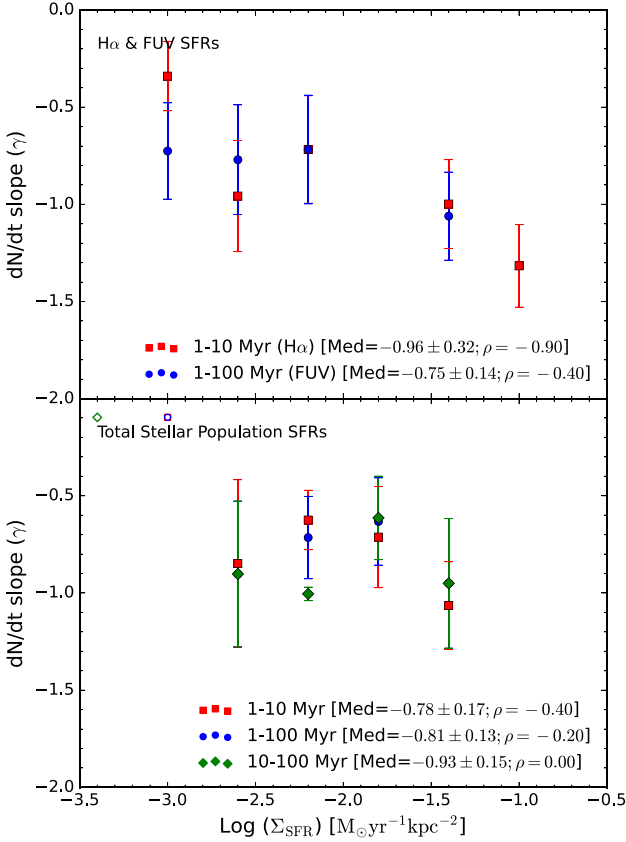 0.0
Hα & FUV SFRs
−0.5
−1.0
−1.5
dN/dt slope (γ)
1-10 Myr (Hα) [Med=−0.96 ± 0.32; ρ = − 0.90]
1-100 Myr (FUV) [Med=−0.75 ± 0.14; ρ = − 0.40]
−2.0
Total Stellar Population SFRs
−0.5
−1.0
−1.5
dN/dt slope (γ)
1-10 Myr [Med=−0.78 ± 0.17; ρ = − 0.40]
1-100 Myr [Med=−0.81 ± 0.13; ρ = − 0.20]
10-100 Myr [Med=−0.93 ± 0.15; ρ = 0.00]
−2.0
−3.5 −3.0 −2.5 −2.0 −1.5 −1.0 −0.5
Log (Σ_SFR) [M_⊙yr⁻¹kpc⁻²]